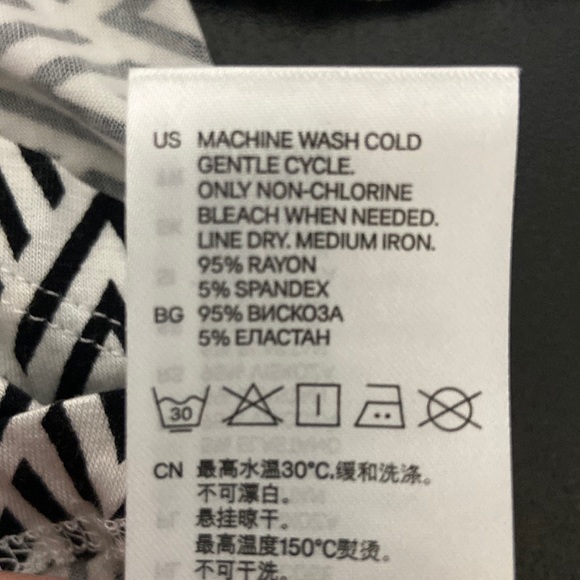 US MACHINE WASH COLD
GENTLE CYCLE.
ONLY NON-CHLORINE
BLEACH WHEN NEEDED.
LINE DRY. MEDIUM IRON.
95% RAYON
5% SPANDEX
BG 95% ВИСКОЗА
5% ЕЛАСТАН
30
CN 最高水温30°C.缓和洗涤。
不可漂白。
悬挂晾干。
最高温度150°C熨烫。
不可干洗。